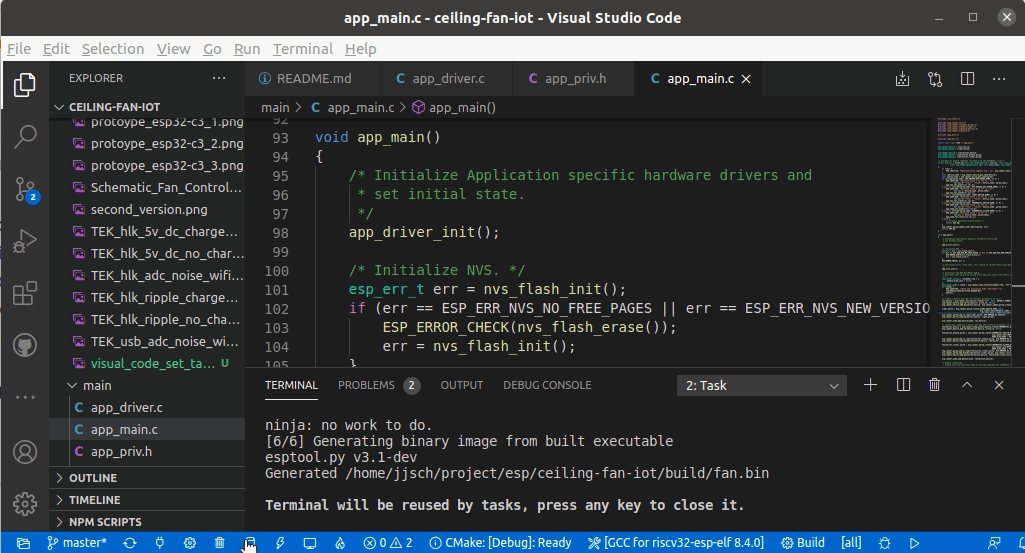 app_main.c - ceiling-fan-iot - Visual Studio Code
File Edit Selection View Go Run Terminal Help
EXPLORER
README.md
C app_driver.c
C app_priv.h
C app_main.c
main > C app_main.c > app_main()
CEILING-FAN-IOT
protoype_esp32-c3_1.png
protoype_esp32-c3_2.png
protoype_esp32-c3_3.png
Schematic_Fan_Control...
second_version.png
TEK_hlk_5v_dc_charge...
TEK_hlk_5v_dc_no_char...
TEK_hlk_adc_noise_wifi...
TEK_hlk_ripple_charge...
TEK_hlk_ripple_no_cha...
TEK_usb_adc_noise_wi...
visual_code_set_ta... U
main
C app_driver.c
C app_main.c
C app_priv.h
OUTLINE
TIMELINE
NPM SCRIPTS
2
92
93 void app_main()
94 {
95 /* Initialize Application specific hardware drivers and
96 * set initial state.
97 */
98 app_driver_init();
99
100 /* Initialize NVS. */
101 esp_err_t err = nvs_flash_init();
102 if (err == ESP_ERR_NVS_NO_FREE_PAGES || err == ESP_ERR_NVS_NEW_VERSIO
103 ESP_ERROR_CHECK(nvs_flash_erase());
104 err = nvs_flash_init();
105 }
TERMINAL PROBLEMS 2 OUTPUT DEBUG CONSOLE 2: Task
ninja: no work to do.
[6/6] Generating binary image from built executable
esptool.py v3.1-dev
Generated /home/jjsch/project/esp/ceiling-fan-iot/build/fan.bin
Terminal will be reused by tasks, press any key to close it.
master* 0 2 CMake: [Debug]: Ready [GCC for riscv32-esp-elf 8.4.0] Build [all]